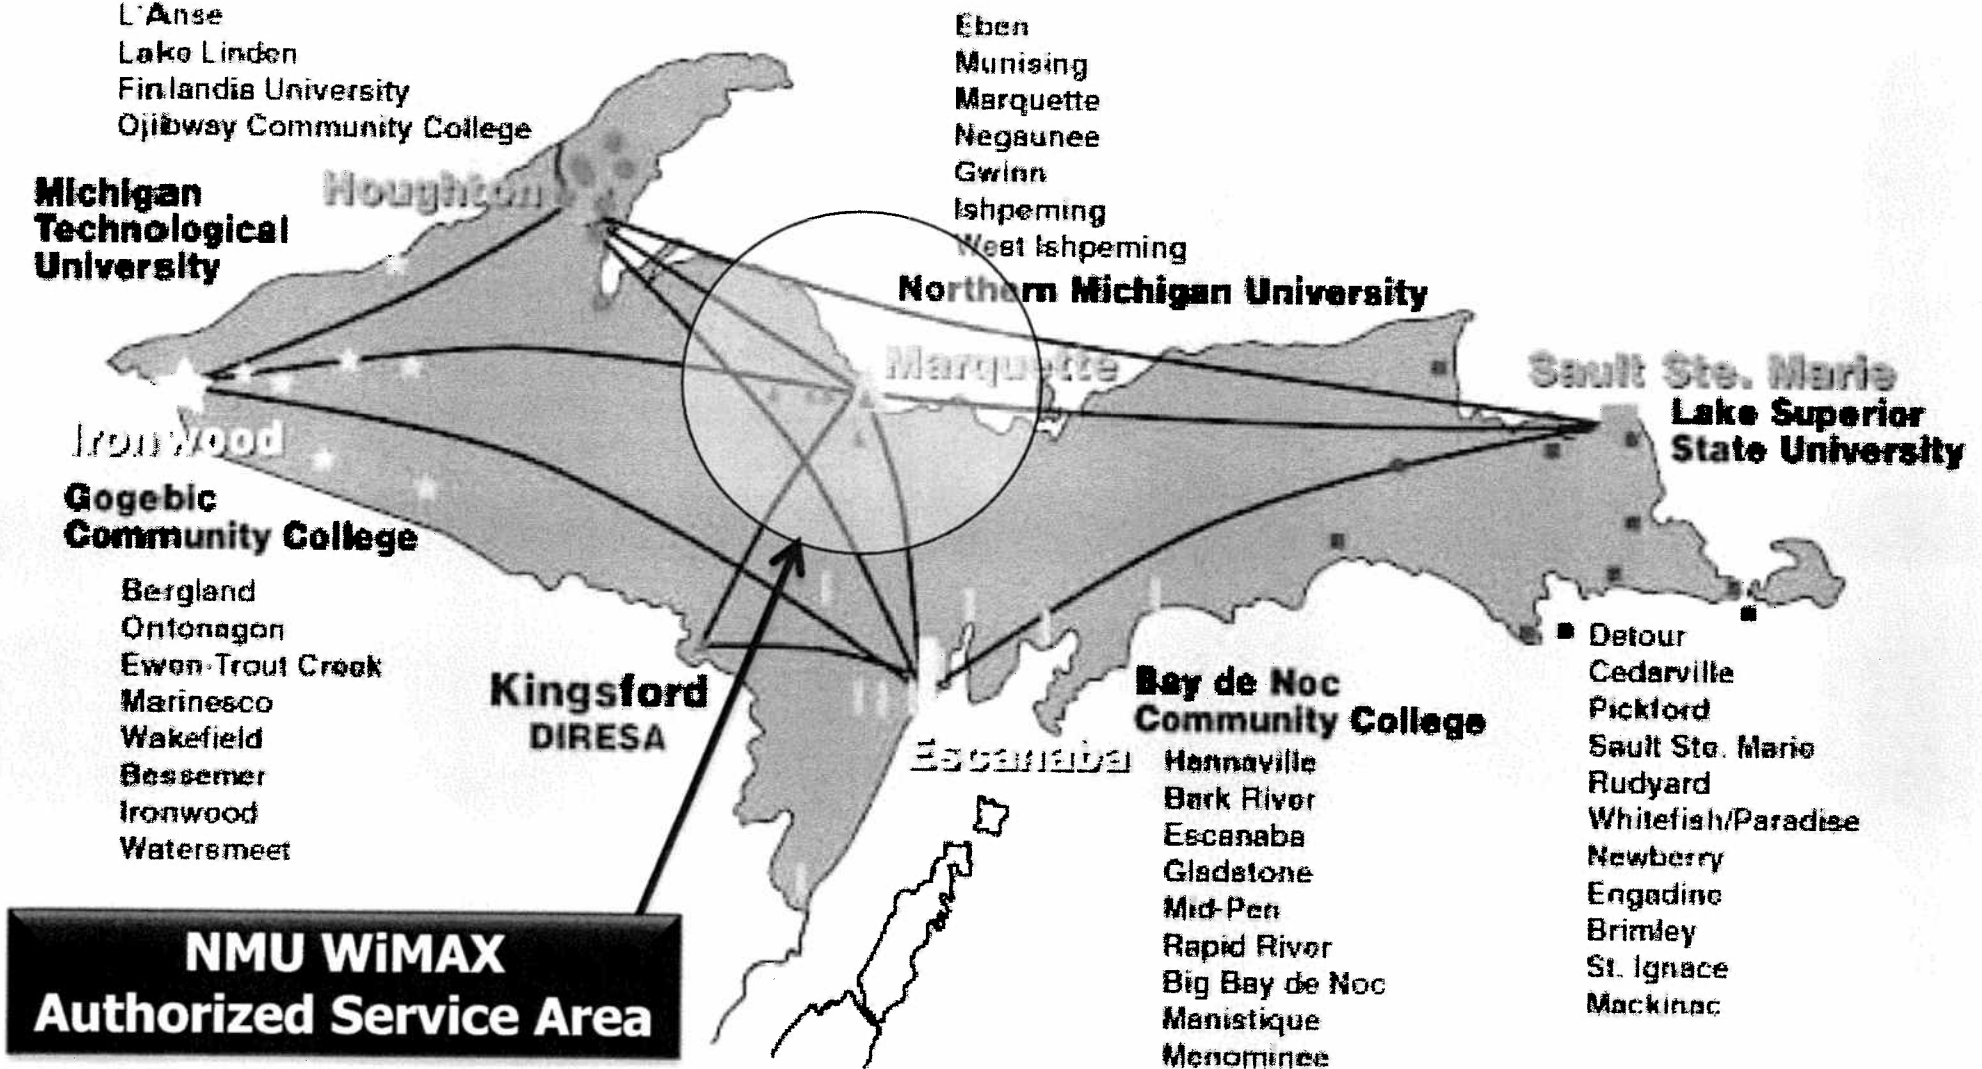 L'Anse
Lake Linden
Finlandia University
Ojibway Community College
Eben
Munising
Marquette
Negaunee
Gwinn
Ishpeming
West Ishpeming
Northern Michigan University
Michigan
Technological
University
Houghton
Marquette
Sault Ste. Marie
Lake Superior
State University
Ironwood
Gogebic
Community College
Bergland
Ontonagon
Ewen-Trout Creek
Marinesco
Wakefield
Bessemer
Ironwood
Watersmeet
Kingsford
DIRESA
Escanaba
Bay de Noc
Community College
Hannaville
Bark River
Escanaba
Gladstone
Mid-Pen
Rapid River
Big Bay de Noc
Manistique
Menominee
Detour
Cedarville
Pickford
Sault Ste. Marie
Rudyard
Whitefish/Paradise
Newberry
Engadine
Brimley
St. Ignace
Mackinac
NMU WiMAX
Authorized Service Area